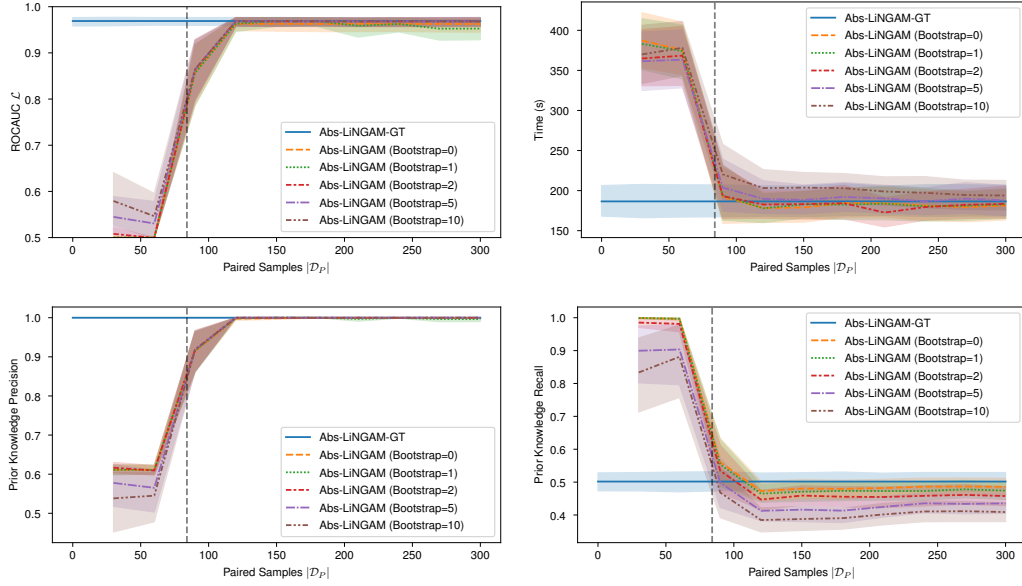 ROCAUC ℒ
1.0
0.9
0.8
0.7
0.6
0.5
0
50
100
150
200
250
300
Paired Samples |𝒟_P|
Abs-LiNGAM-GT
Abs-LiNGAM (Bootstrap=0)
Abs-LiNGAM (Bootstrap=1)
Abs-LiNGAM (Bootstrap=2)
Abs-LiNGAM (Bootstrap=5)
Abs-LiNGAM (Bootstrap=10)
Time (s)
400
350
300
250
200
150
0
50
100
150
200
250
300
Paired Samples |𝒟_P|
Abs-LiNGAM-GT
Abs-LiNGAM (Bootstrap=0)
Abs-LiNGAM (Bootstrap=1)
Abs-LiNGAM (Bootstrap=2)
Abs-LiNGAM (Bootstrap=5)
Abs-LiNGAM (Bootstrap=10)
Prior Knowledge Precision
1.0
0.9
0.8
0.7
0.6
0.5
0
50
100
150
200
250
300
Paired Samples |𝒟_P|
Abs-LiNGAM-GT
Abs-LiNGAM (Bootstrap=0)
Abs-LiNGAM (Bootstrap=1)
Abs-LiNGAM (Bootstrap=2)
Abs-LiNGAM (Bootstrap=5)
Abs-LiNGAM (Bootstrap=10)
Prior Knowledge Recall
1.0
0.9
0.8
0.7
0.6
0.5
0.4
0
50
100
150
200
250
300
Paired Samples |𝒟_P|
Abs-LiNGAM-GT
Abs-LiNGAM (Bootstrap=0)
Abs-LiNGAM (Bootstrap=1)
Abs-LiNGAM (Bootstrap=2)
Abs-LiNGAM (Bootstrap=5)
Abs-LiNGAM (Bootstrap=10)